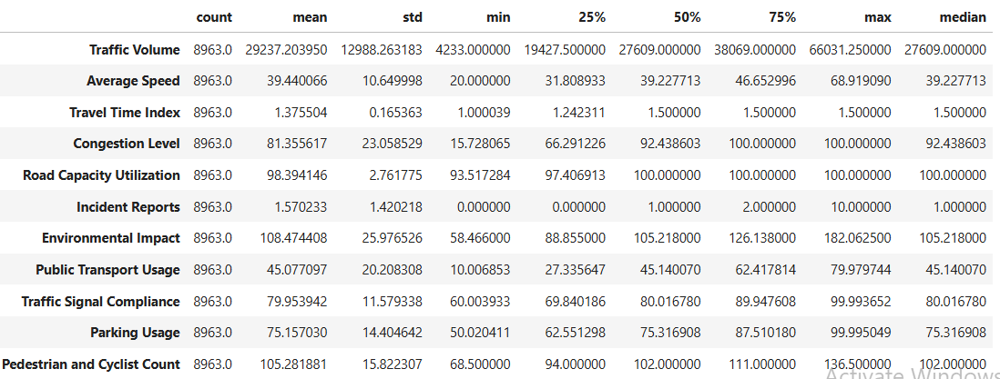 count mean std min 25% 50% 75% max median
Traffic Volume 8963.0 29237.203950 12988.263183 4233.000000 19427.500000 27609.000000 38069.000000 66031.250000 27609.000000
Average Speed 8963.0 39.440066 10.649998 20.000000 31.808933 39.227713 46.652996 68.919090 39.227713
Travel Time Index 8963.0 1.375504 0.165363 1.000039 1.242311 1.500000 1.500000 1.500000 1.500000
Congestion Level 8963.0 81.355617 23.058529 15.728065 66.291226 92.438603 100.000000 100.000000 92.438603
Road Capacity Utilization 8963.0 98.394146 2.761775 93.517284 97.406913 100.000000 100.000000 100.000000 100.000000
Incident Reports 8963.0 1.570233 1.420218 0.000000 0.000000 1.000000 2.000000 10.000000 1.000000
Environmental Impact 8963.0 108.474408 25.976526 58.466000 88.855000 105.218000 126.138000 182.062500 105.218000
Public Transport Usage 8963.0 45.077097 20.208308 10.006853 27.335647 45.140070 62.417814 79.979744 45.140070
Traffic Signal Compliance 8963.0 79.953942 11.579338 60.003933 69.840186 80.016780 89.947608 99.993652 80.016780
Parking Usage 8963.0 75.157030 14.404642 50.020411 62.551298 75.316908 87.510180 99.995049 75.316908
Pedestrian and Cyclist Count 8963.0 105.281881 15.822307 68.500000 94.000000 102.000000 111.000000 136.500000 102.000000
Activate Windows